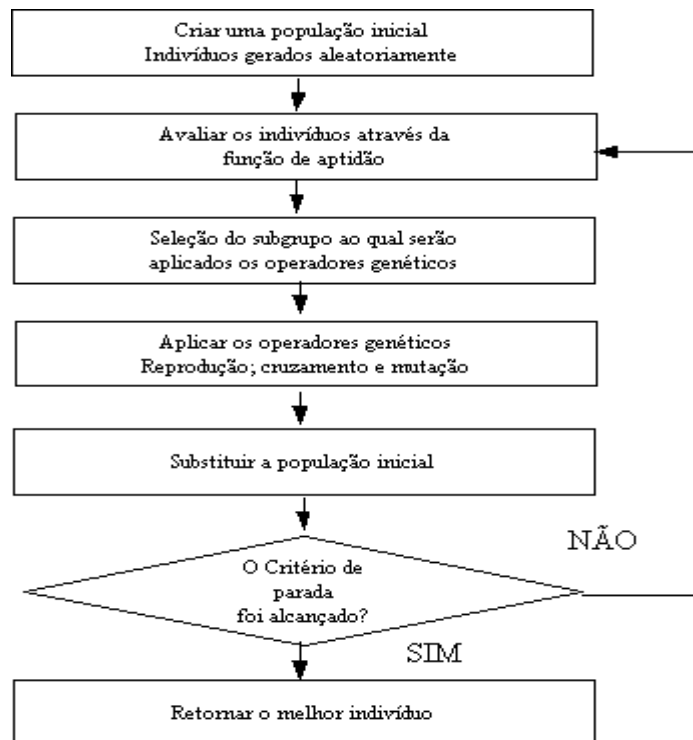 Criar uma população inicial
Indivíduos gerados aleatoriamente
Avaliar os indivíduos através da
função de aptidão
Seleção do subgrupo ao qual serão
aplicados os operadores genéticos
Aplicar os operadores genéticos
Reprodução; cruzamento e mutação
Substituir a população inicial
NÃO
O Critério de
parada
foi alcançado?
SIM
Retornar o melhor indivíduo